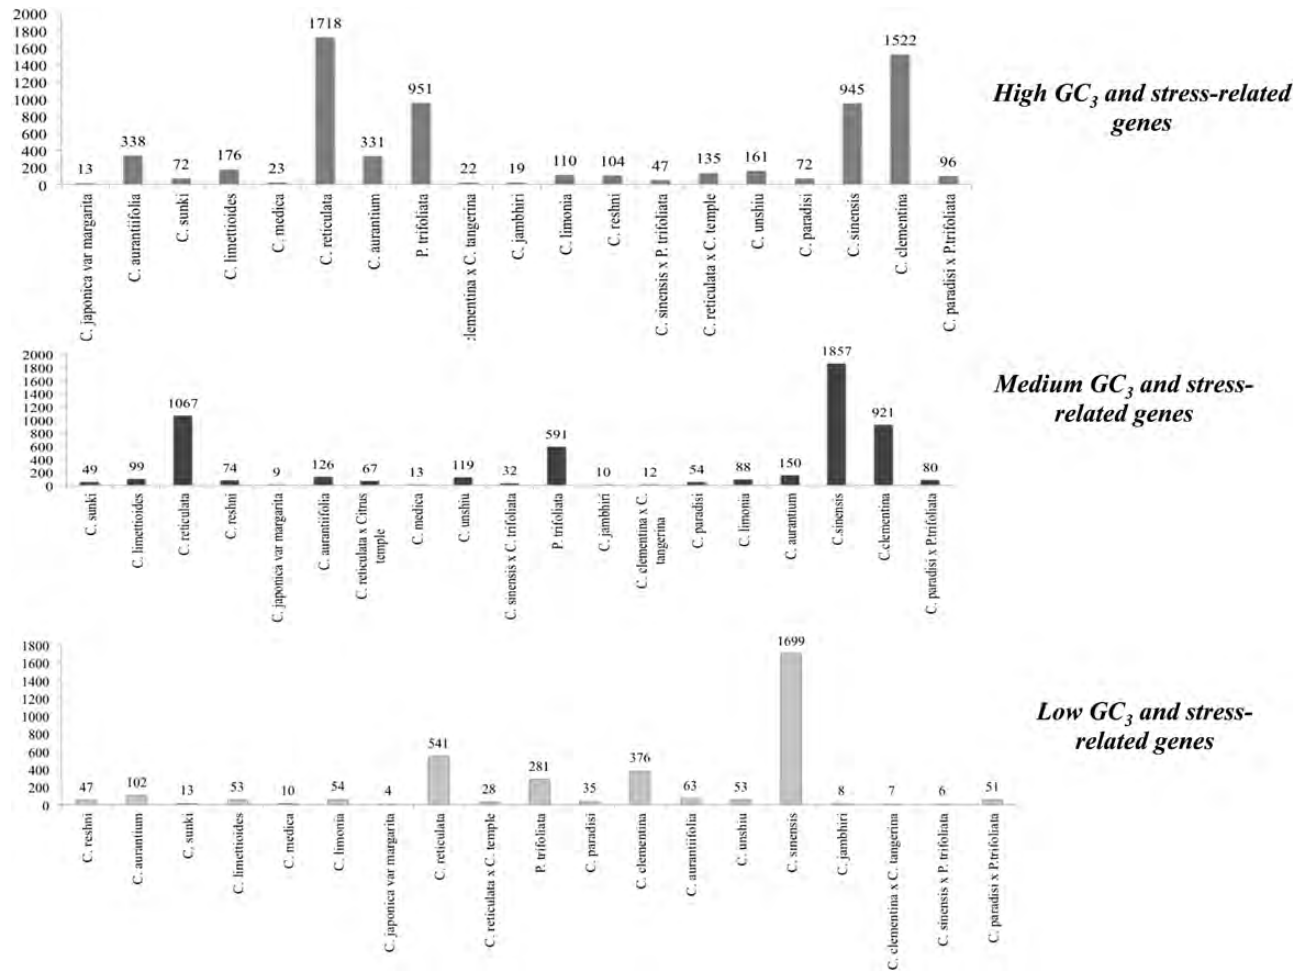 2000
1800
1600
1400
1200
1000
800
600
400
200
0
13
338
72
176
23
1718
331
951
22
19
110
104
47
135
161
72
945
1522
96
C. japonica var margarita
C. aurantiifolia
C. sunki
C. limettioides
C. medica
C. reticulata
C. aurantium
P. trifoliata
:lementina x C. tangerina
C. jambhiri
C. limonia
C. reshni
C. sinensis x P. trifoliata
C. reticulata x C. temple
C. unshiu
C. paradisi
C. sinensis
C. clementina
C. paradisi x P.trifoliata
High GC3 and stress-related
genes
2000
1800
1600
1400
1200
1000
800
600
400
200
0
49
99
1067
74
9
126
67
13
119
32
591
10
12
54
88
150
1857
921
80
C. sunki
C. limettioides
C. reticulata
C. reshni
C. japonica var margarita
C. aurantiifolia
C. reticulata x Citrus
temple
C. medica
C. unshiu
C. sinensis x C. trifoliata
P. trifoliata
C. jambhiri
C. clementina x C.
tangerina
C. paradisi
C. limonia
C. aurantium
C.sinensis
C.clementina
C. paradisi x P.trifoliata
Medium GC3 and stress-
related genes
1800
1600
1400
1200
1000
800
600
400
200
0
47
102
13
53
10
54
4
541
28
281
35
376
63
53
1699
8
7
6
51
C. reshni
C. aurantium
C. sunki
C. limettioides
C. medica
C. limonia
C. japonica var margarita
C. reticulata
C. reticulata x C. temple
P. trifoliata
C. paradisi
C. clementina
C. aurantiifolia
C. unshiu
C. sinensis
C. jambhiri
C. clementina x C. tangerina
C. sinensis x P. trifoliata
C. paradisi x P.trifoliata
Low GC3 and stress-
related genes